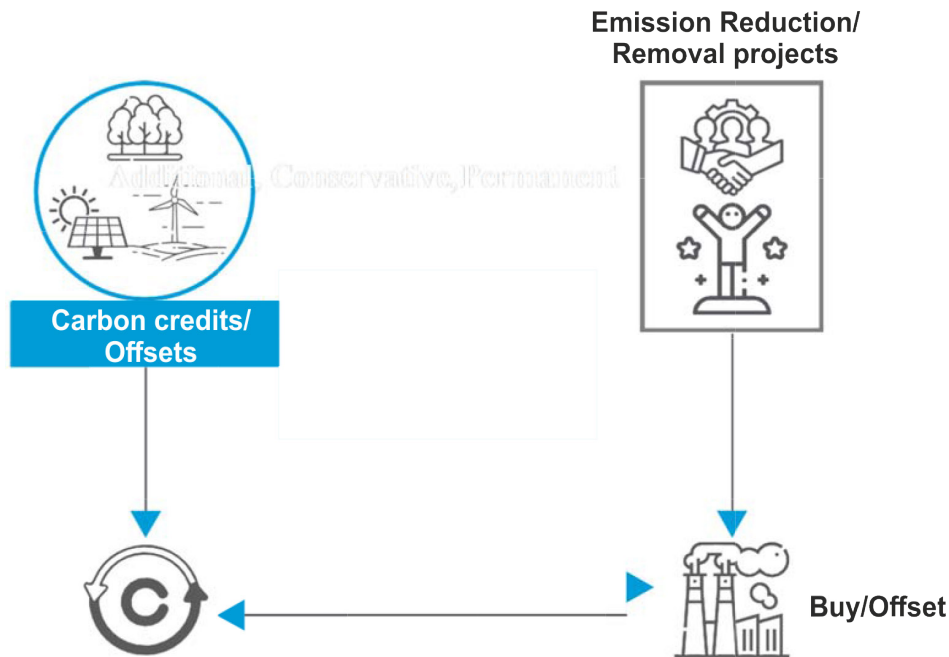 Emission Reduction/
Removal projects
Additional, Conservative, Permanent
Carbon credits/
Offsets
C
Buy/Offset